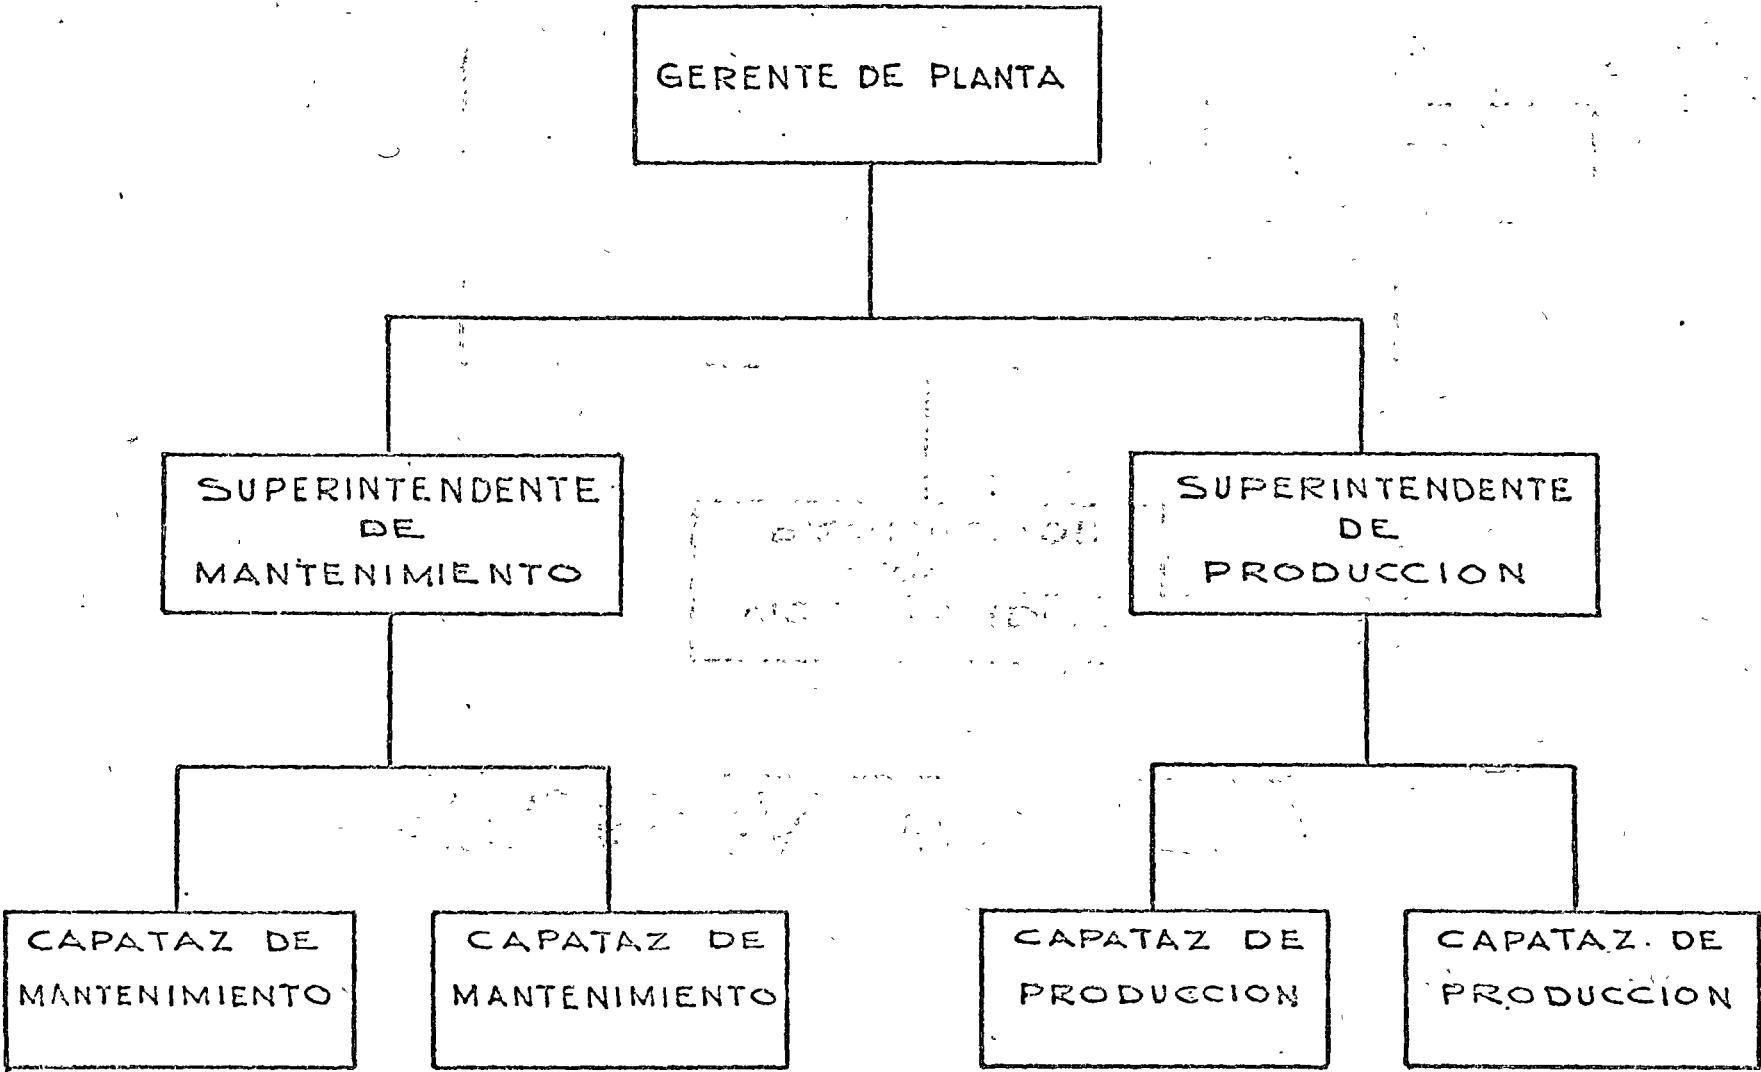 GERENTE DE PLANTA
SUPERINTENDENTE
DE
MANTENIMIENTO
SUPERINTENDENTE
DE
PRODUCCION
CAPATAZ DE
MANTENIMIENTO
CAPATAZ DE
MANTENIMIENTO
CAPATAZ DE
PRODUCCION
CAPATAZ DE
PRODUCCION